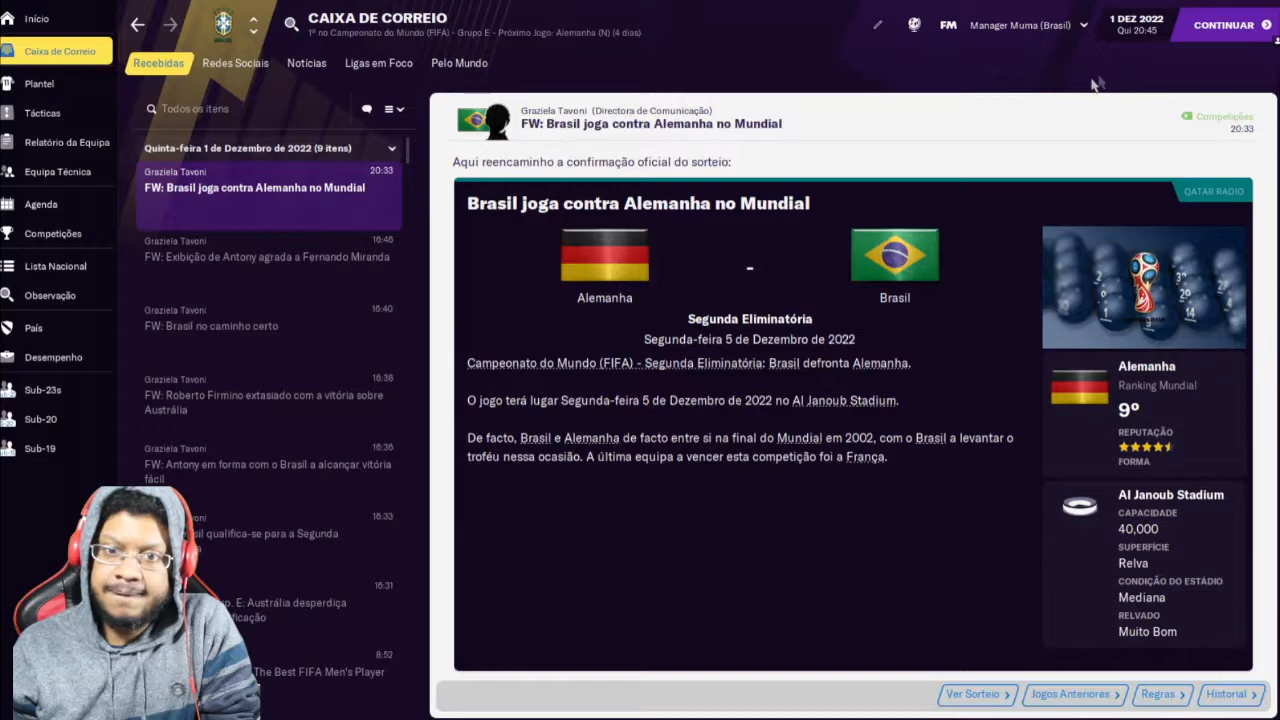 Início
Caixa de Correio
Plantel
Tácticas
Relatório da Equipa
Equipa Técnica
Agenda
Competições
Lista Nacional
Observação
País
Desempenho
Sub-23s
Sub-20
Sub-19
CAIXA DE CORREIO
1º no Campeonato do Mundo (FIFA) - Grupo E - Próximo Jogo: Alemanha (N) (4 dias)
FM
Manager Muma (Brasil)
1 DEZ 2022
Qui 20:45
CONTINUAR
Recebidas
Redes Sociais
Notícias
Ligas em Foco
Pelo Mundo
Todos os itens
Quinta-feira 1 de Dezembro de 2022 (9 itens)
Graziela Tavoni 20:33
FW: Brasil joga contra Alemanha no Mundial
Graziela Tavoni 16:46
FW: Exibição de Antony agrada a Fernando Miranda
Graziela Tavoni 16:40
FW: Brasil no caminho certo
Graziela Tavoni 16:38
FW: Roberto Firmino extasiado com a vitória sobre
Austrália
Graziela Tavoni 16:36
FW: Antony em forma com o Brasil a alcançar vitória
fácil
16:33
qualifica-se para a Segunda
16:31
E: Austrália desperdiça
8:52
The Best FIFA Men's Player
Graziela Tavoni (Directora de Comunicação)
FW: Brasil joga contra Alemanha no Mundial
Competições
20:33
Aqui reencaminho a confirmação oficial do sorteio:
QATAR RADIO
Brasil joga contra Alemanha no Mundial
-
Alemanha
Brasil
Segunda Eliminatória
Segunda-feira 5 de Dezembro de 2022
Campeonato do Mundo (FIFA) - Segunda Eliminatória: Brasil defronta Alemanha.
O jogo terá lugar Segunda-feira 5 de Dezembro de 2022 no Al Janoub Stadium.
De facto, Brasil e Alemanha de facto entre si na final do Mundial em 2002, com o Brasil a levantar o
troféu nessa ocasião. A última equipa a vencer esta competição foi a França.
Alemanha
Ranking Mundial
9º
REPUTAÇÃO
FORMA
Al Janoub Stadium
CAPACIDADE
40,000
SUPERFÍCIE
Relva
CONDIÇÃO DO ESTÁDIO
Mediana
RELVADO
Muito Bom
Ver Sorteio
Jogos Anteriores
Regras
Historial